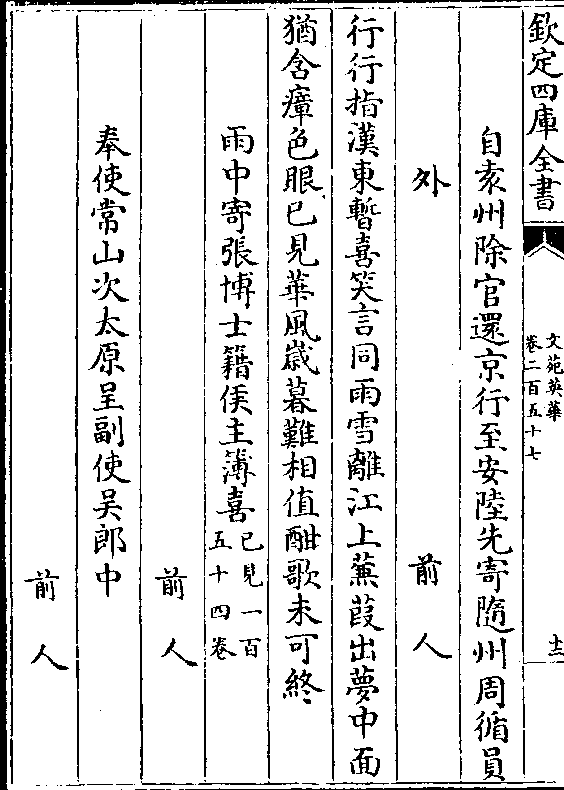 欽定四庫全書
文苑英華
卷二百五十七
十三
自袁州除官還京行至安陸先寄隨州周循員
外
前人
行行指漢東暫喜笑言同雨雪離江上蒹葭出夢中面
猶含瘴色眼已見華風歲暮難相值酣歌未可終
雨中寄張博士籍侯主簿喜已見一百
五十四卷
前人
奉使常山次太原呈副使吴郎中
前人